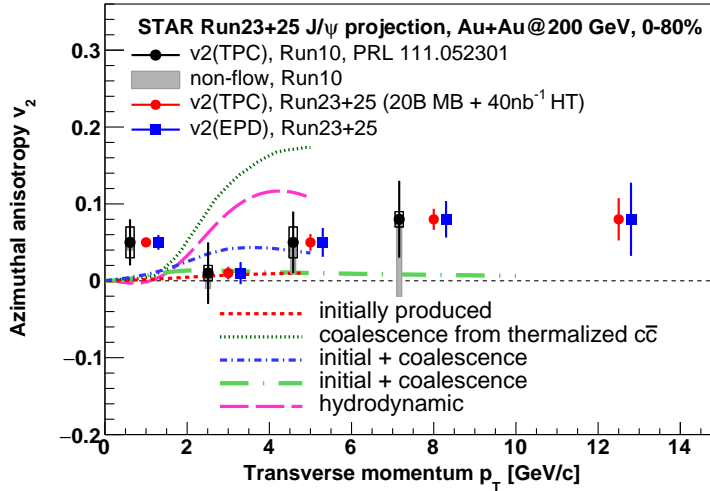 STAR Run23+25 J/ψ projection, Au+Au@200 GeV, 0-80%
v2(TPC), Run10, PRL 111.052301
non-flow, Run10
v2(TPC), Run23+25 (20B MB + 40nb⁻¹ HT)
v2(EPD), Run23+25
Azimuthal anisotropy v₂
0.3
0.2
0.1
0
−0.1
−0.2
initially produced
coalescence from thermalized cc̅
initial + coalescence
initial + coalescence
hydrodynamic
0 2 4 6 8 10 12 14
Transverse momentum p_T [GeV/c]